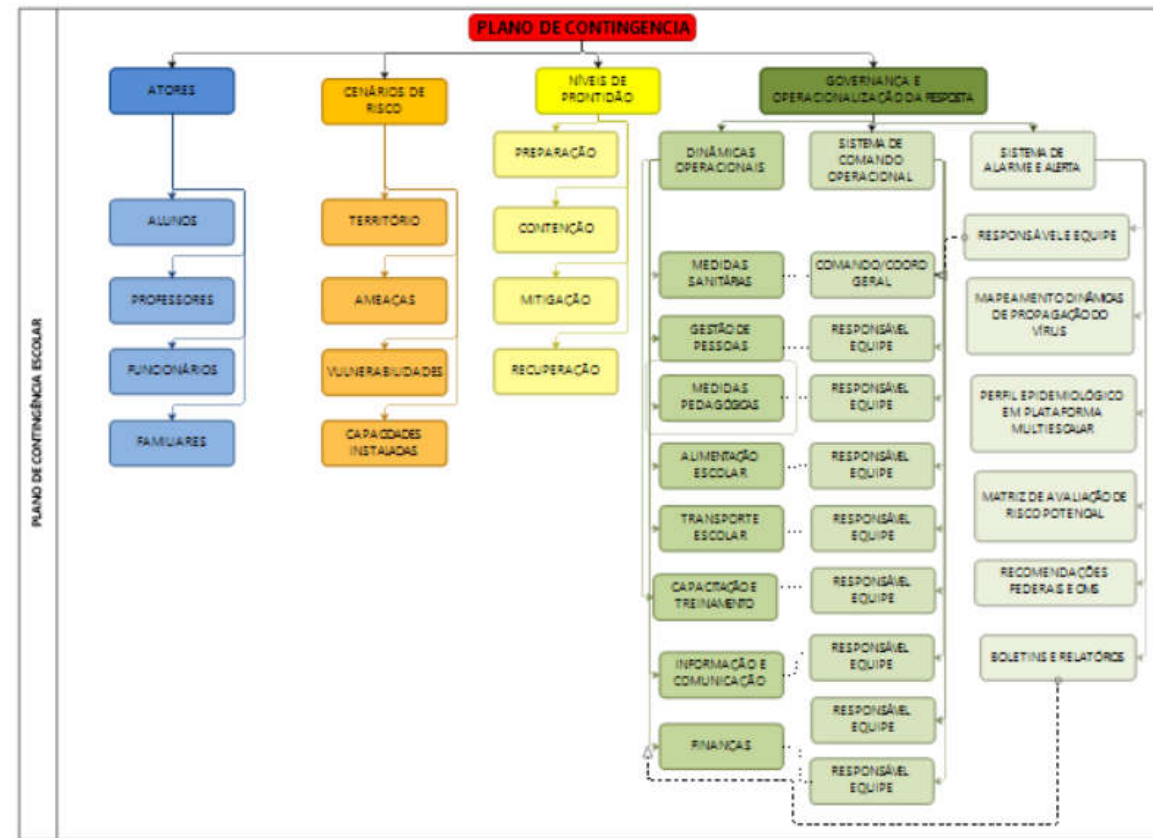 PLANO DE CONTINGÊNCIA ESCOLAR
PLANO DE CONTINGENCIA
ATORES
ALUNOS
PROFESSORES
FUNCIONÁRIOS
FAMILIARES
CENÁRIOS DE
RISCO
TERRITÓRIO
AMEAÇAS
VULNERABILIDADES
CAPACIDADES
INSTALADAS
NÍVEIS DE
PRONTIDÃO
PREPARAÇÃO
CONTENÇÃO
MITIGAÇÃO
RECUPERAÇÃO
GOVERNANÇA E
OPERACIONALIZAÇÃO DA RESPOSTA
DINÂMICAS
OPERACIONAIS
MEDIDAS
SANITÁRIAS
GESTÃO DE
PESSOAS
MEDIDAS
PEDAGÓGICAS
ALIMENTAÇÃO
ESCOLAR
TRANSPORTE
ESCOLAR
CAPACITAÇÃO E
TREINAMENTO
INFORMAÇÃO E
COMUNICAÇÃO
FINANÇAS
SISTEMA DE
COMANDO
OPERACIONAL
COMANDO/COORD
GERAL
RESPONSÁVEL
EQUIPE
RESPONSÁVEL
EQUIPE
RESPONSÁVEL
EQUIPE
RESPONSÁVEL
EQUIPE
RESPONSÁVEL
EQUIPE
RESPONSÁVEL
EQUIPE
RESPONSÁVEL
EQUIPE
RESPONSÁVEL
EQUIPE
SISTEMA DE
ALARME E ALERTA
RESPONSÁVEL E EQUIPE
MAPEAMENTO DINÂMICAS
DE PROPAGAÇÃO DO
VÍRUS
PERFIL EPIDEMIOLÓGICO
EM PLATAFORMA
MULTIESCALAR
MATRIZ DE AVALIAÇÃO DE
RISCO POTENCIAL
RECOMENDAÇÕES
FEDERAIS E OMS
BOLETINS E RELATÓRIOS